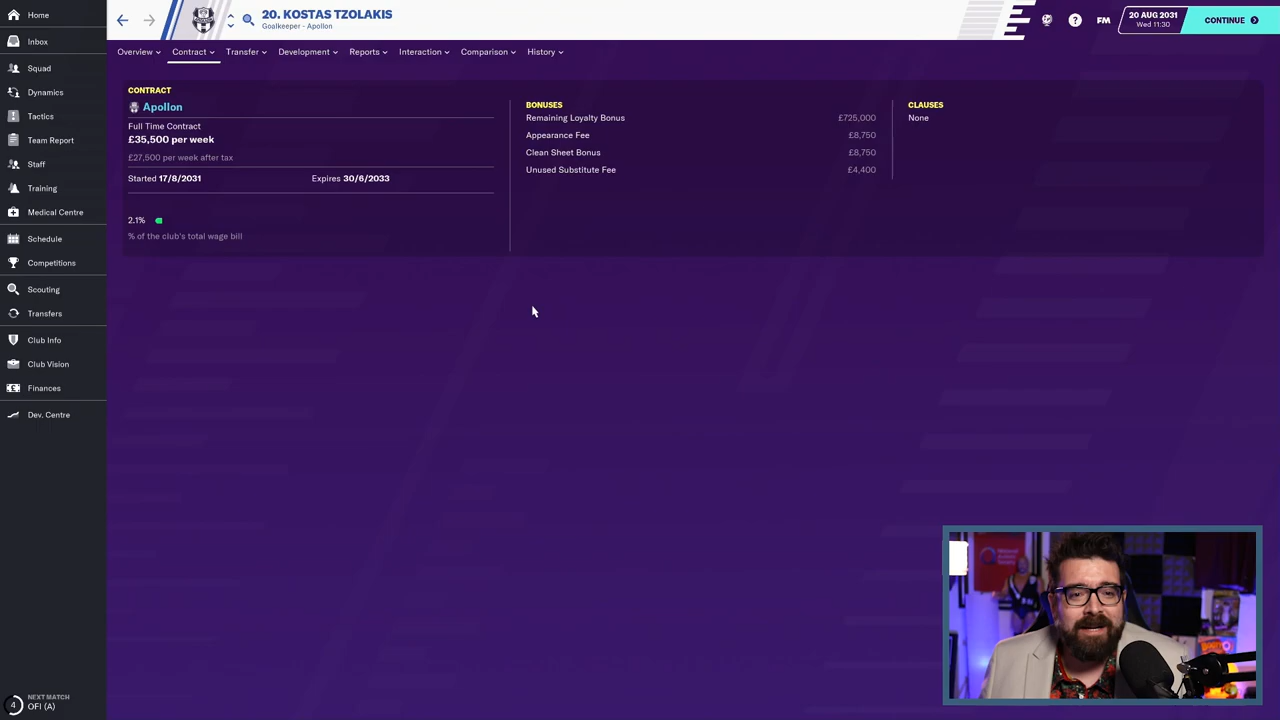 Home
Inbox
Squad
Dynamics
Tactics
Team Report
Staff
Training
Medical Centre
Schedule
Competitions
Scouting
Transfers
Club Info
Club Vision
Finances
Dev. Centre
NEXT MATCH
4 OFI (A)
20. KOSTAS TZOLAKIS
Goalkeeper - Apollon
? FM
20 AUG 2031
Wed 11:30
CONTINUE
Overview Contract Transfer Development Reports Interaction Comparison History
CONTRACT
Apollon
Full Time Contract
£35,500 per week
£27,500 per week after tax
Started 17/8/2031 Expires 30/6/2033
2.1%
% of the club's total wage bill
BONUSES
Remaining Loyalty Bonus £725,000
Appearance Fee £8,750
Clean Sheet Bonus £8,750
Unused Substitute Fee £4,400
CLAUSES
None